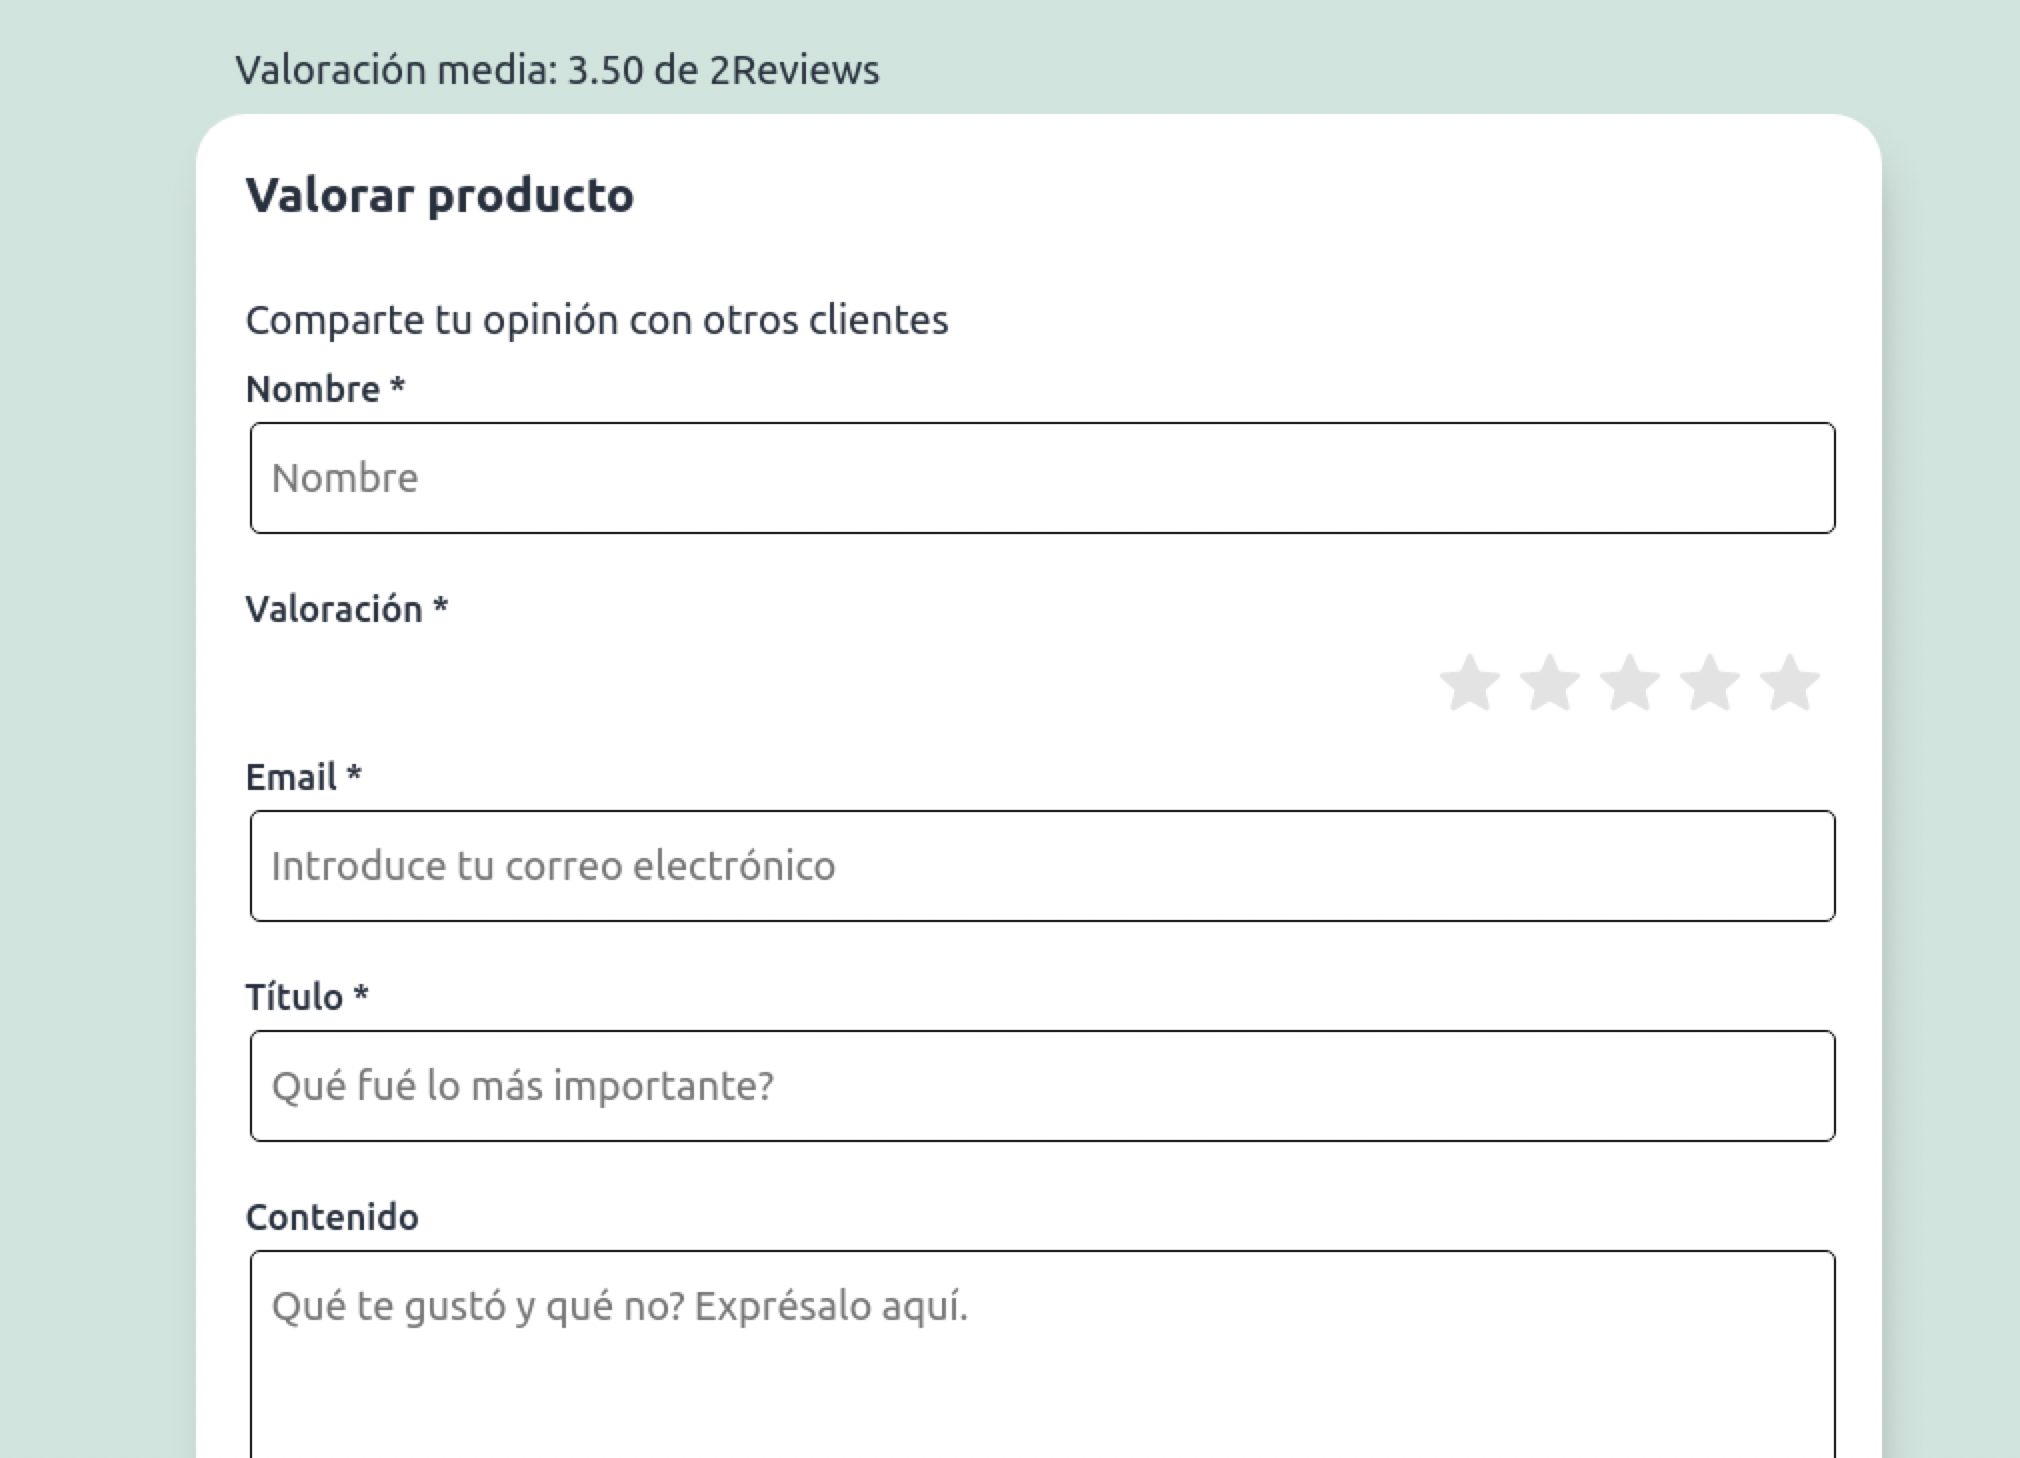 Valoración media: 3.50 de 2Reviews
Valorar producto
Comparte tu opinión con otros clientes
Nombre *
Nombre
Valoración *
Email *
Introduce tu correo electrónico
Título *
Qué fué lo más importante?
Contenido
Qué te gustó y qué no? Exprésalo aquí.